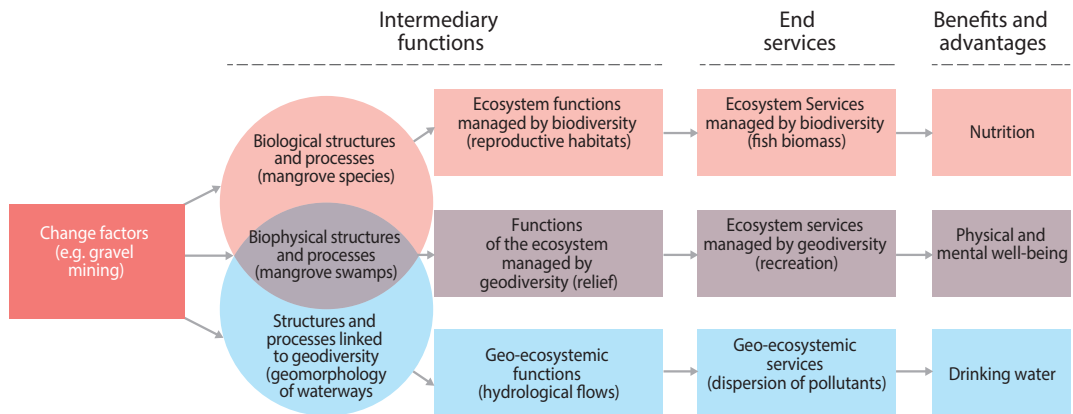 Intermediary
functions
End
services
Benefits and
advantages
Change factors
(e.g. gravel
mining)
Biological structures
and processes
(mangrove species)
Biophysical structures
and processes
(mangrove swamps)
Structures and
processes linked
to geodiversity
(geomorphology
of waterways
Ecosystem functions
managed by biodiversity
(reproductive habitats)
Ecosystem Services
managed by biodiversity
(fish biomass)
Nutrition
Functions
of the ecosystem
managed by
geodiversity (relief)
Ecosystem services
managed by geodiversity
(recreation)
Physical and
mental well-being
Geo-ecosystemic
functions
(hydrological flows)
Geo-ecosystemic
services
(dispersion of pollutants)
Drinking water